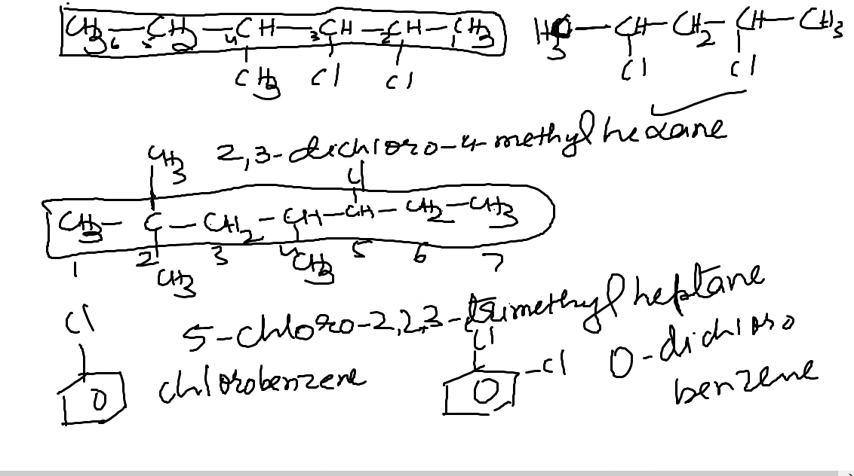 CH3 6 — 5 CH2 — 4 CH — 3 CH — 2 CH — 1 CH3
CH3 Cl Cl
H3C — CH — CH2 — CH — CH3
Cl Cl
2,3-dichloro-4-methyl hexane
CH3 Cl
CH3 — C — CH2 — CH — CH — CH2 — CH3
1 2 3 4 5 6 7
CH3 CH3
5-chloro-2,2,3-trimethyl heptane
Cl
chlorobenzene
Cl
-Cl
O-dichloro
benzene